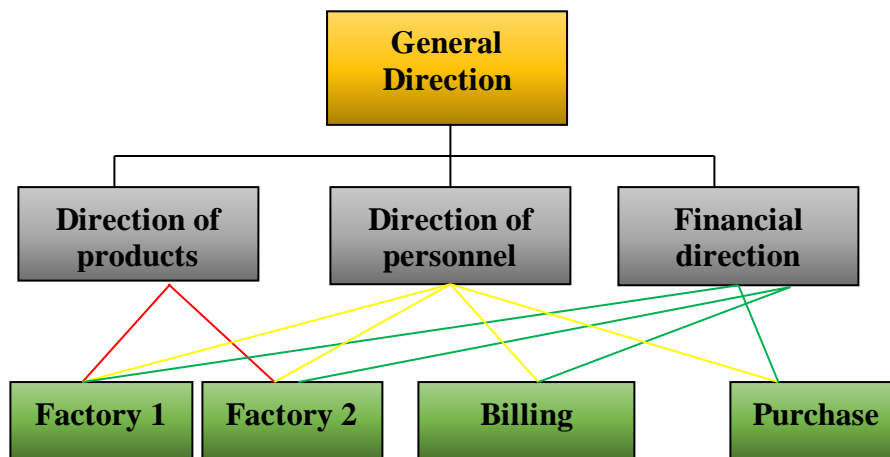 General
Direction
Direction of
products
Direction of
personnel
Financial
direction
Factory 1
Factory 2
Billing
Purchase